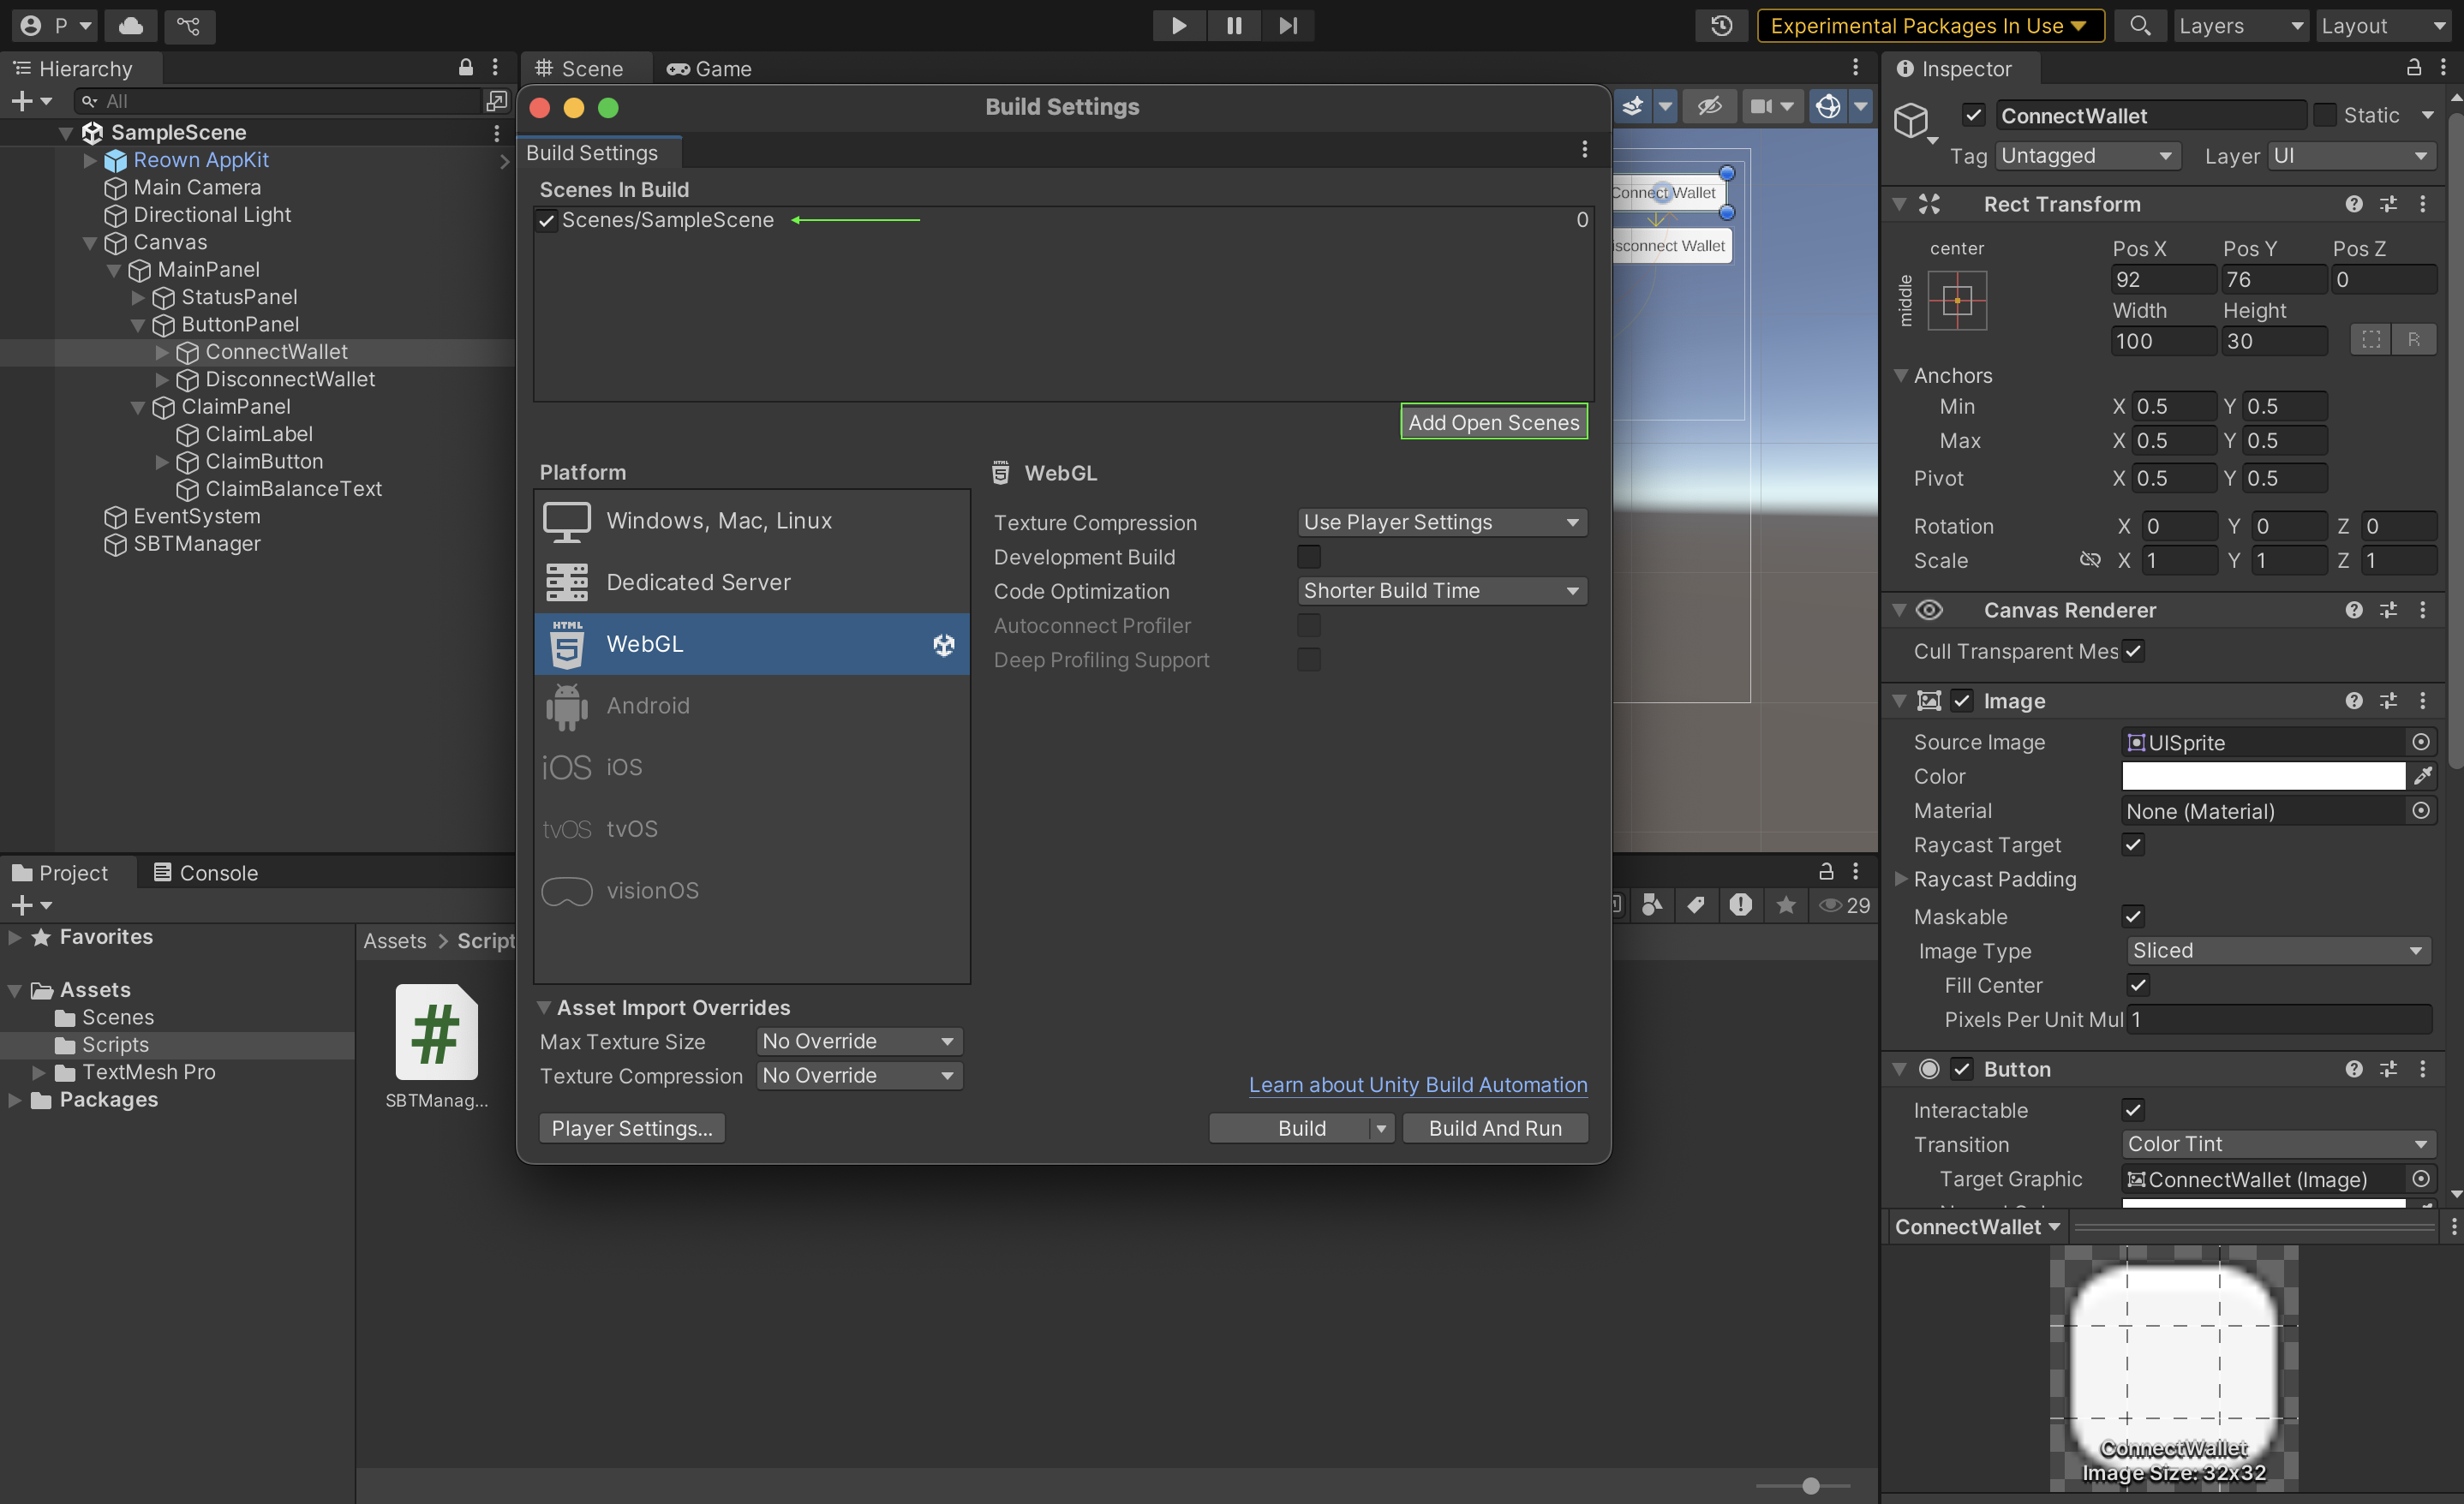 P
Experimental Packages In Use
Layers
Layout
Hierarchy
All
SampleScene
Reown AppKit
Main Camera
Directional Light
Canvas
MainPanel
StatusPanel
ButtonPanel
ConnectWallet
DisconnectWallet
ClaimPanel
ClaimLabel
ClaimButton
ClaimBalanceText
EventSystem
SBTManager
Scene
Game
Connect Wallet
isconnect Wallet
Build Settings
Build Settings
Scenes In Build
Scenes/SampleScene
0
Add Open Scenes
Platform
Windows, Mac, Linux
Dedicated Server
HTML
5
WebGL
Android
iOS iOS
tvOS tvOS
visionOS
HTML
5
WebGL
Texture Compression Use Player Settings
Development Build
Code Optimization Shorter Build Time
Autoconnect Profiler
Deep Profiling Support
Asset Import Overrides
Max Texture Size No Override
Texture Compression No Override
Learn about Unity Build Automation
Player Settings...
Build
Build And Run
Project
Console
Favorites
Assets
Scenes
Scripts
TextMesh Pro
Packages
Assets > Script
#
SBTManag...
29
Inspector
ConnectWallet
Static
Tag Untagged
Layer UI
Rect Transform
center
middle
Pos X Pos Y Pos Z
92 76 0
Width Height
100 30
R
Anchors
Min X 0.5 Y 0.5
Max X 0.5 Y 0.5
Pivot X 0.5 Y 0.5
Rotation X 0 Y 0 Z 0
Scale X 1 Y 1 Z 1
Canvas Renderer
Cull Transparent Mes
Image
Source Image UISprite
Color
Material None (Material)
Raycast Target
Raycast Padding
Maskable
Image Type Sliced
Fill Center
Pixels Per Unit Mul 1
Button
Interactable
Transition Color Tint
Target Graphic ConnectWallet (Image)
ConnectWallet
ConnectWallet
Image Size: 32x32